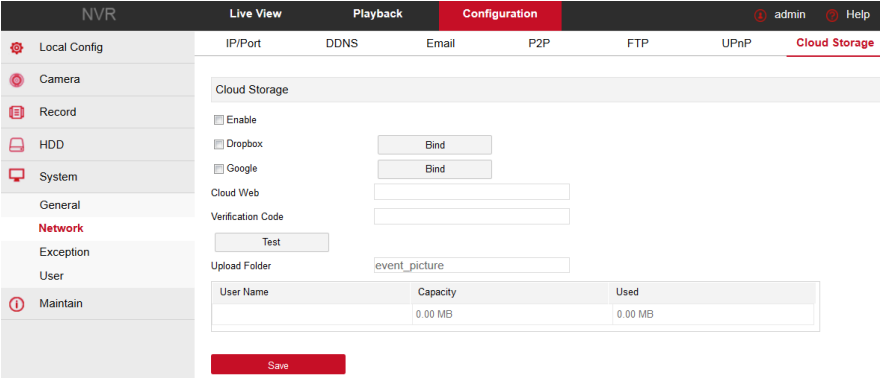 NVR Live View Playback Configuration admin Help
Local Config
Camera
Record
HDD
System
General
Network
Exception
User
Maintain
IP/Port DDNS Email P2P FTP UPnP Cloud Storage
Cloud Storage
Enable
Dropbox Bind
Google Bind
Cloud Web
Verification Code
Test
Upload Folder event_picture
User Name Capacity Used
0.00 MB 0.00 MB
Save